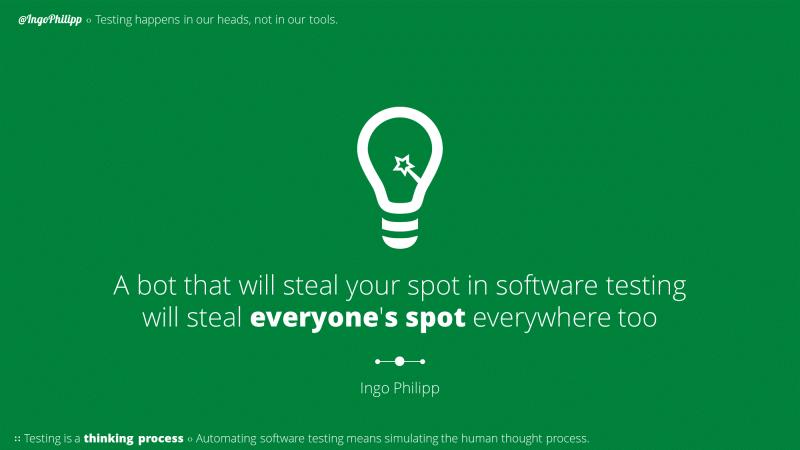 @IngoPhilipp ‹› Testing happens in our heads, not in our tools.
A bot that will steal your spot in software testing
will steal everyone's spot everywhere too
Ingo Philipp
:: Testing is a thinking process ‹› Automating software testing means simulating the human thought process.